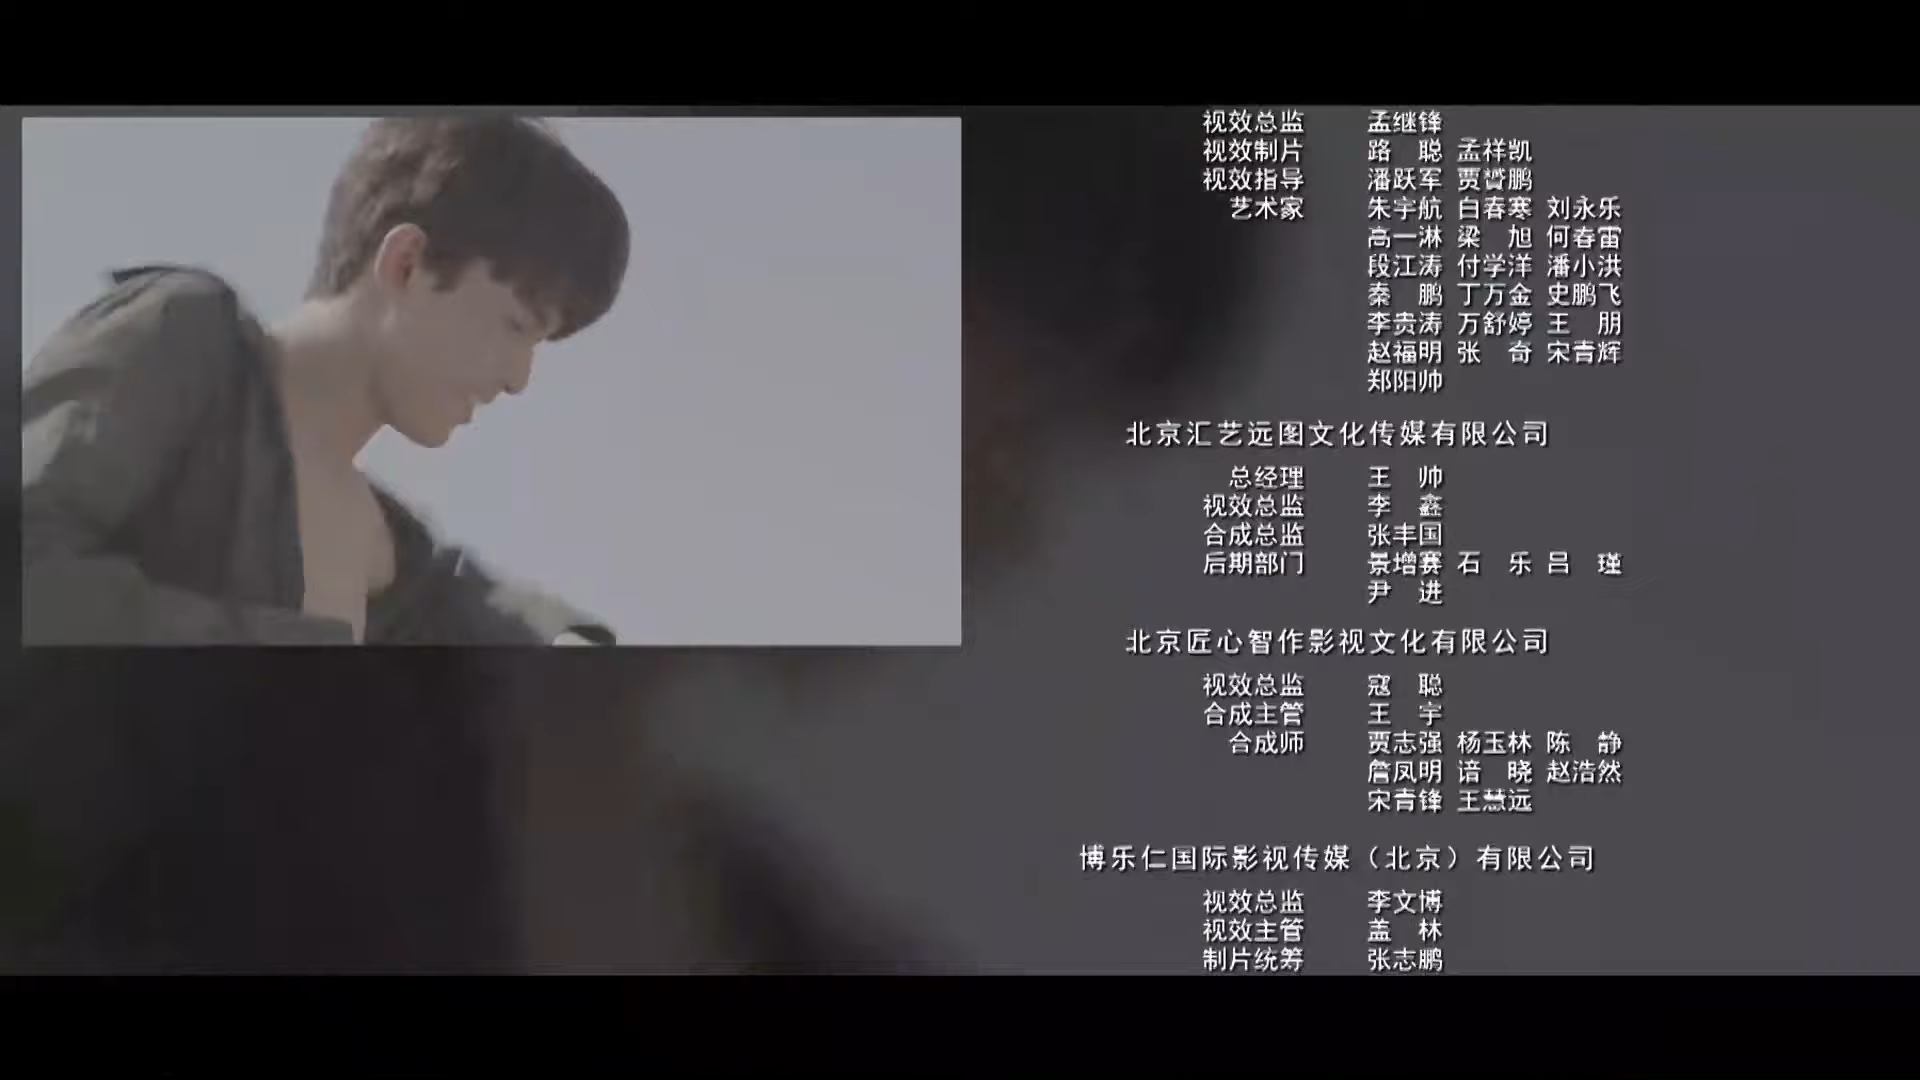 视效总监 孟继锋
视效制片 路 聪 孟祥凯
视效指导 潘跃军 贾赟鹏
艺术家 朱宇航 白春寒 刘永乐
高一淋 梁 旭 何春雷
段江涛 付学洋 潘小洪
秦 鹏 丁万金 史鹏飞
李贵涛 万舒婷 王 朋
赵福明 张 奇 宋青辉
郑阳帅
北京汇艺远图文化传媒有限公司
总经理 王 帅
视效总监 李 鑫
合成总监 张丰国
后期部门 景增赛 石 乐 吕 瑾
尹 进
北京匠心智作影视文化有限公司
视效总监 寇 聪
合成主管 王 宇
合成师 贾志强 杨玉林 陈 静
詹凤明 谙 晓 赵浩然
宋青锋 王慧远
博乐仁国际影视传媒（北京）有限公司
视效总监 李文博
视效主管 盖 林
制片统筹 张志鹏